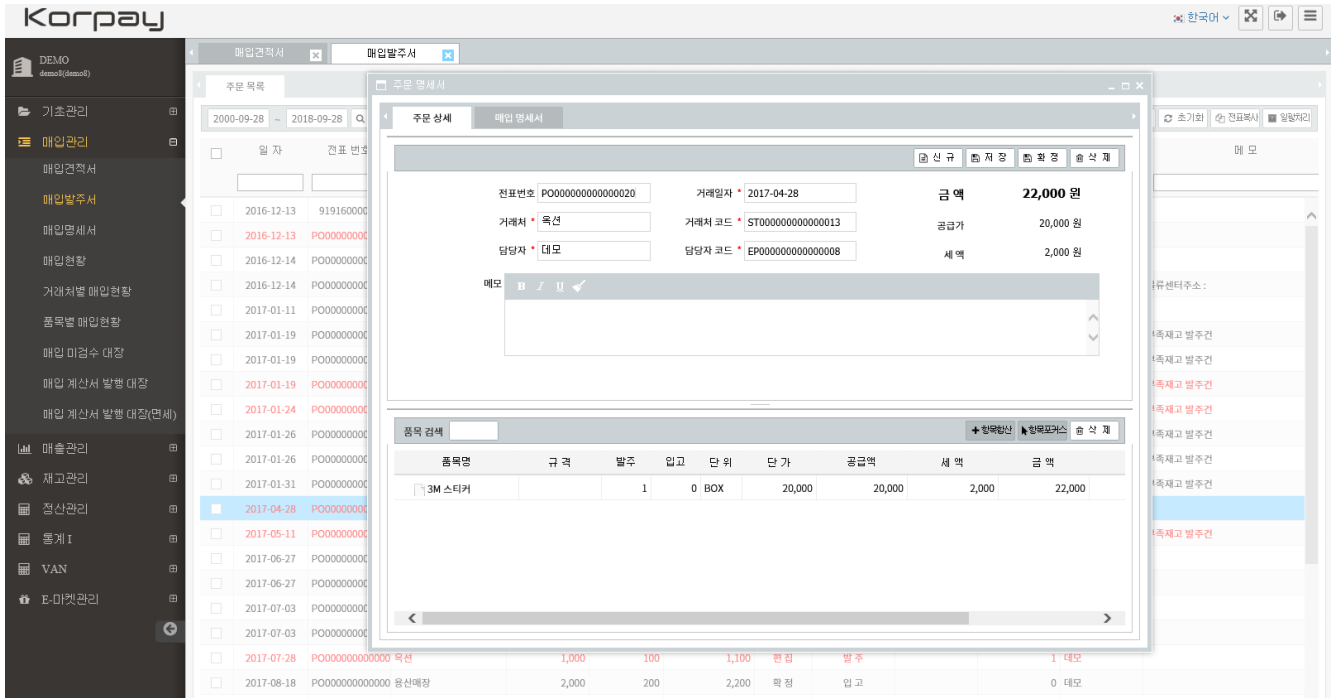 Korpay
한국어
DEMO
demo8(demo8)
기초관리
매입관리
매입견적서
매입발주서
매입명세서
매입현황
거래처별 매입현황
품목별 매입현황
매입 미검수 대장
매입 계산서 발행 대장
매입 계산서 발행 대장(면세)
매출관리
재고관리
정산관리
통계 I
VAN
E-마켓관리
매입견적서
매입발주서
주문 목록
2000-09-28 ~ 2018-09-28
초기화 전표복사 일괄처리
일 자 전표 번호 메 모
2016-12-13 919160000
2016-12-13 PO0000000
2016-12-14 PO0000000
2016-12-14 PO0000000 물류센터주소 :
2017-01-11 PO0000000
2017-01-19 PO0000000 부족재고 발주건
2017-01-19 PO0000000 부족재고 발주건
2017-01-19 PO0000000 부족재고 발주건
2017-01-24 PO0000000 부족재고 발주건
2017-01-26 PO0000000 부족재고 발주건
2017-01-26 PO0000000 부족재고 발주건
2017-01-31 PO0000000 부족재고 발주건
2017-04-28 PO0000000
2017-05-11 PO0000000 부족재고 발주건
2017-06-27 PO0000000
2017-06-27 PO0000000
2017-07-03 PO0000000
2017-07-03 PO0000000
2017-07-28 PO000000000000 옥션 1,000 100 1,100 편 집 발 주 1 데모
2017-08-18 PO000000000000 용산매장 2,000 200 2,200 확 정 입 고 0 데모
주문 명세서
주문 상세 매입 명세서
신 규 저 장 확 정 삭 제
전표번호 PO000000000000020 거래일자 * 2017-04-28 금 액 22,000 원
거래처 * 옥션 거래처 코드 * ST000000000000013 공급가 20,000 원
담당자 * 데모 담당자 코드 * EP000000000000008 세 액 2,000 원
메모 B I U
품목 검색 항목합산 항목포커스 삭 제
품목명 규 격 발주 입고 단 위 단 가 공급액 세 액 금 액
3M 스티커 1 0 BOX 20,000 20,000 2,000 22,000